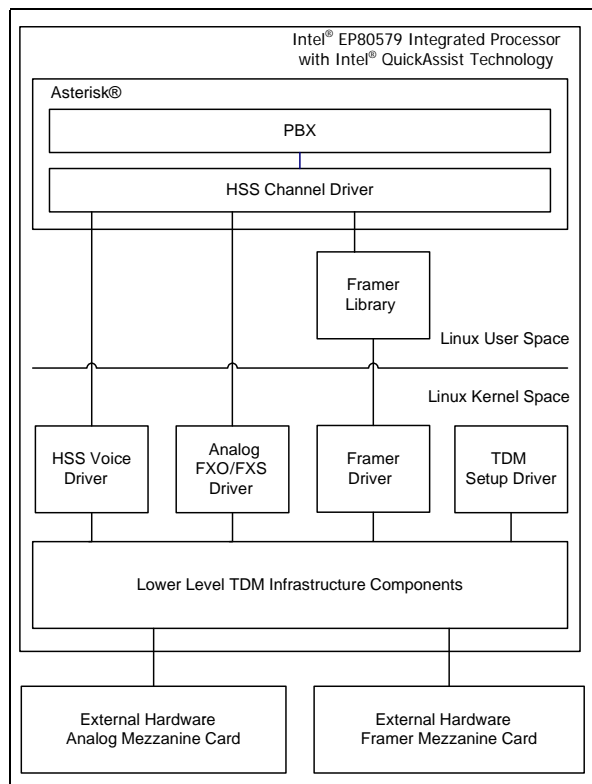 Intel® EP80579 Integrated Processor
with Intel® QuickAssist Technology
Asterisk®
PBX
HSS Channel Driver
Framer
Library
Linux User Space
Linux Kernel Space
HSS Voice
Driver
Analog
FXO/FXS
Driver
Framer
Driver
TDM
Setup Driver
Lower Level TDM Infrastructure Components
External Hardware
Analog Mezzanine Card
External Hardware
Framer Mezzanine Card